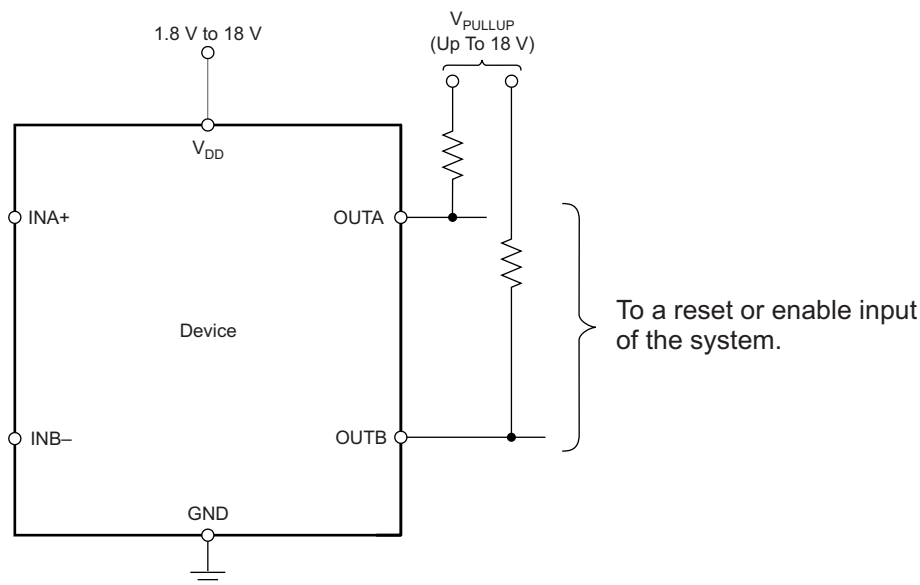 V_PULLUP
(Up To 18 V)
1.8 V to 18 V
V_DD
INA+
OUTA
Device
To a reset or enable input
of the system.
INB–
OUTB
GND